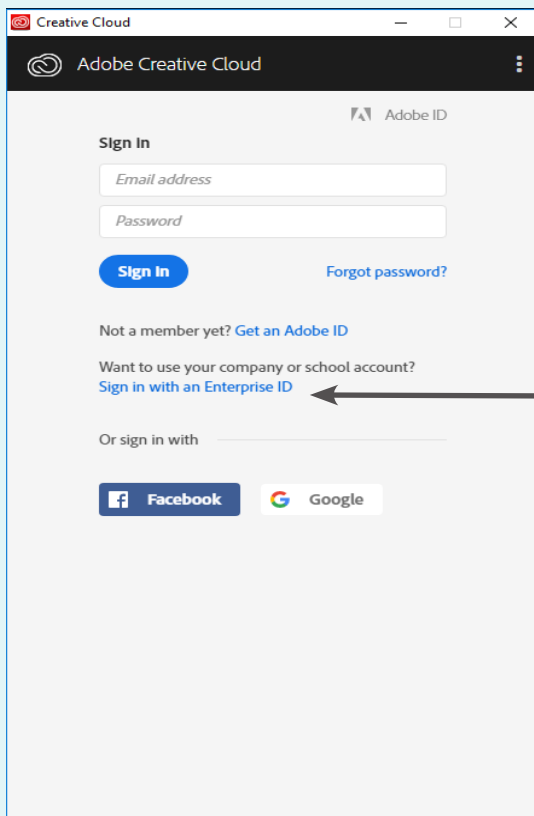 Creative Cloud
Adobe Creative Cloud
Adobe ID
Sign in
Email address
Password
Sign in
Forgot password?
Not a member yet? Get an Adobe ID
Want to use your company or school account?
Sign in with an Enterprise ID
Or sign in with
Facebook
Google